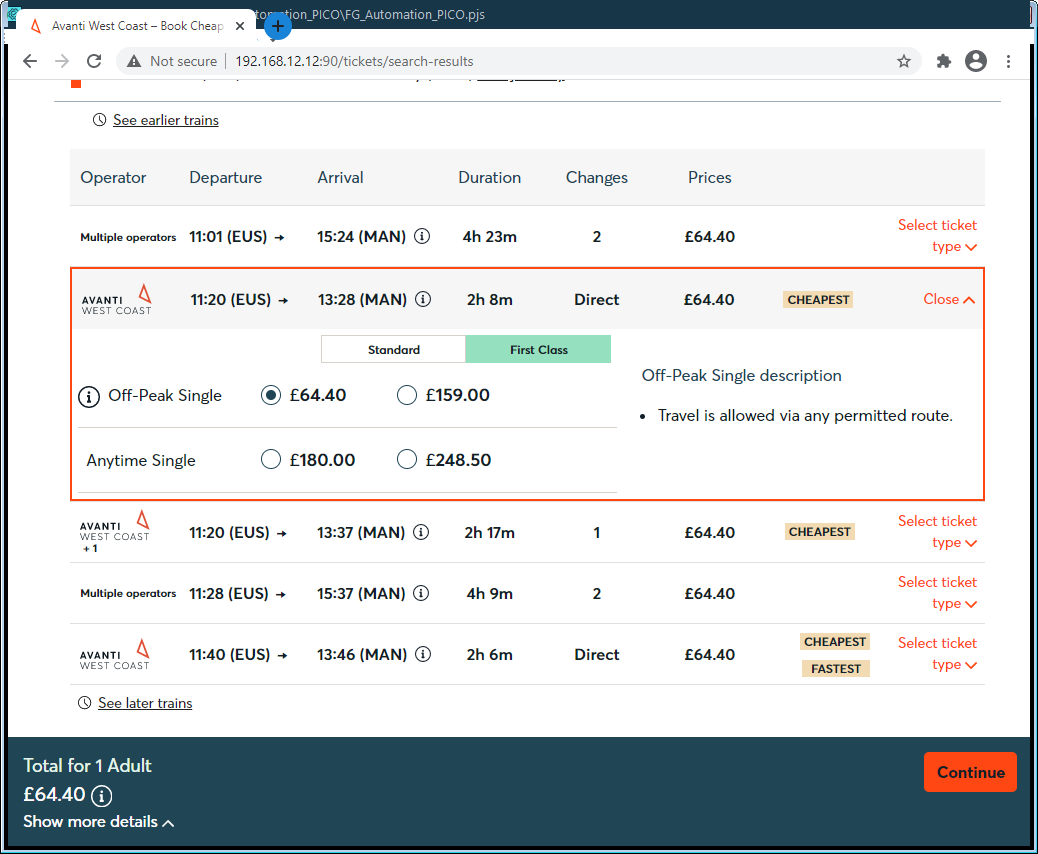 tomation_PICO\FG_Automation_PICO.pjs
Avanti West Coast – Book Cheap
Not secure 192.168.12.12:90/tickets/search-results
See earlier trains
Operator Departure Arrival Duration Changes Prices
Multiple operators 11:01 (EUS) → 15:24 (MAN) 4h 23m 2 £64.40 Select ticket
type
AVANTI
WEST COAST 11:20 (EUS) → 13:28 (MAN) 2h 8m Direct £64.40 CHEAPEST Close
Standard First Class
Off-Peak Single £64.40 £159.00
Anytime Single £180.00 £248.50
Off-Peak Single description
• Travel is allowed via any permitted route.
AVANTI
WEST COAST
+ 1 11:20 (EUS) → 13:37 (MAN) 2h 17m 1 £64.40 CHEAPEST Select ticket
type
Multiple operators 11:28 (EUS) → 15:37 (MAN) 4h 9m 2 £64.40 Select ticket
type
AVANTI
WEST COAST 11:40 (EUS) → 13:46 (MAN) 2h 6m Direct £64.40 CHEAPEST
FASTEST Select ticket
type
See later trains
Total for 1 Adult
£64.40
Show more details
Continue